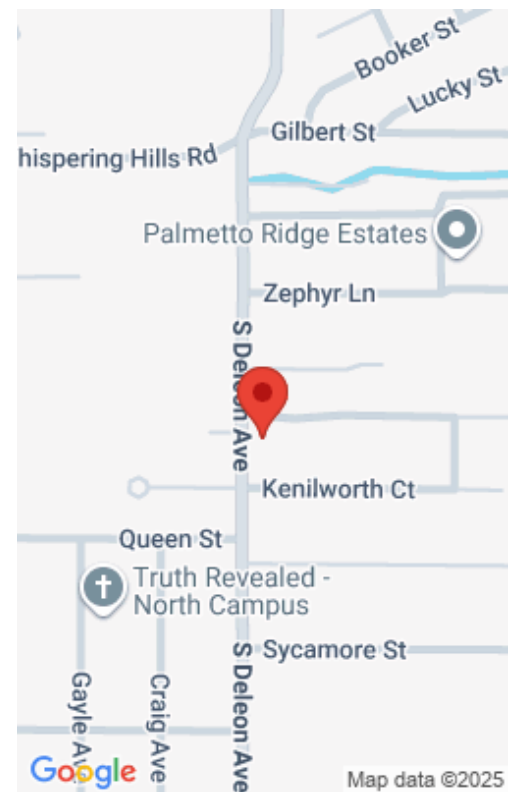 Booker St
Lucky St
Gilbert St
hispering Hills Rd
Palmetto Ridge Estates
Zephyr Ln
S Deleon Ave
Kenilworth Ct
Queen St
Truth Revealed -
North Campus
Sycamore St
S Deleon Ave
Gayle Av
Craig Ave
Google
Map data ©2025